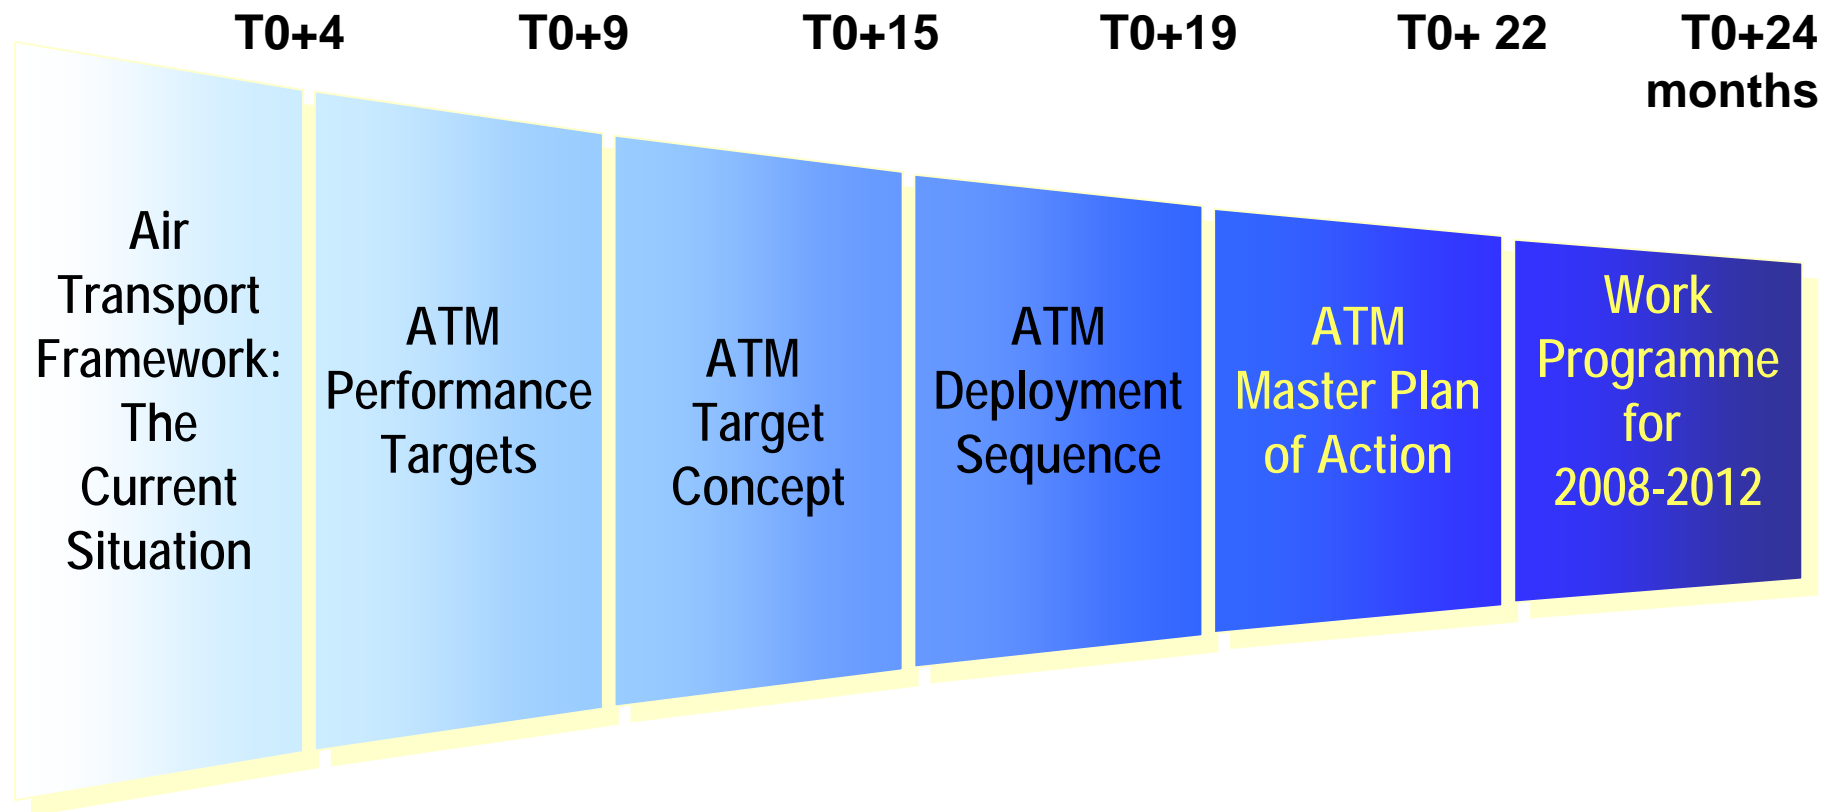 T0+4 T0+9 T0+15 T0+19 T0+ 22 T0+24
months
Air
Transport
Framework:
The
Current
Situation
ATM
Performance
Targets
ATM
Target
Concept
ATM
Deployment
Sequence
ATM
Master Plan
of Action
Work
Programme
for
2008-2012